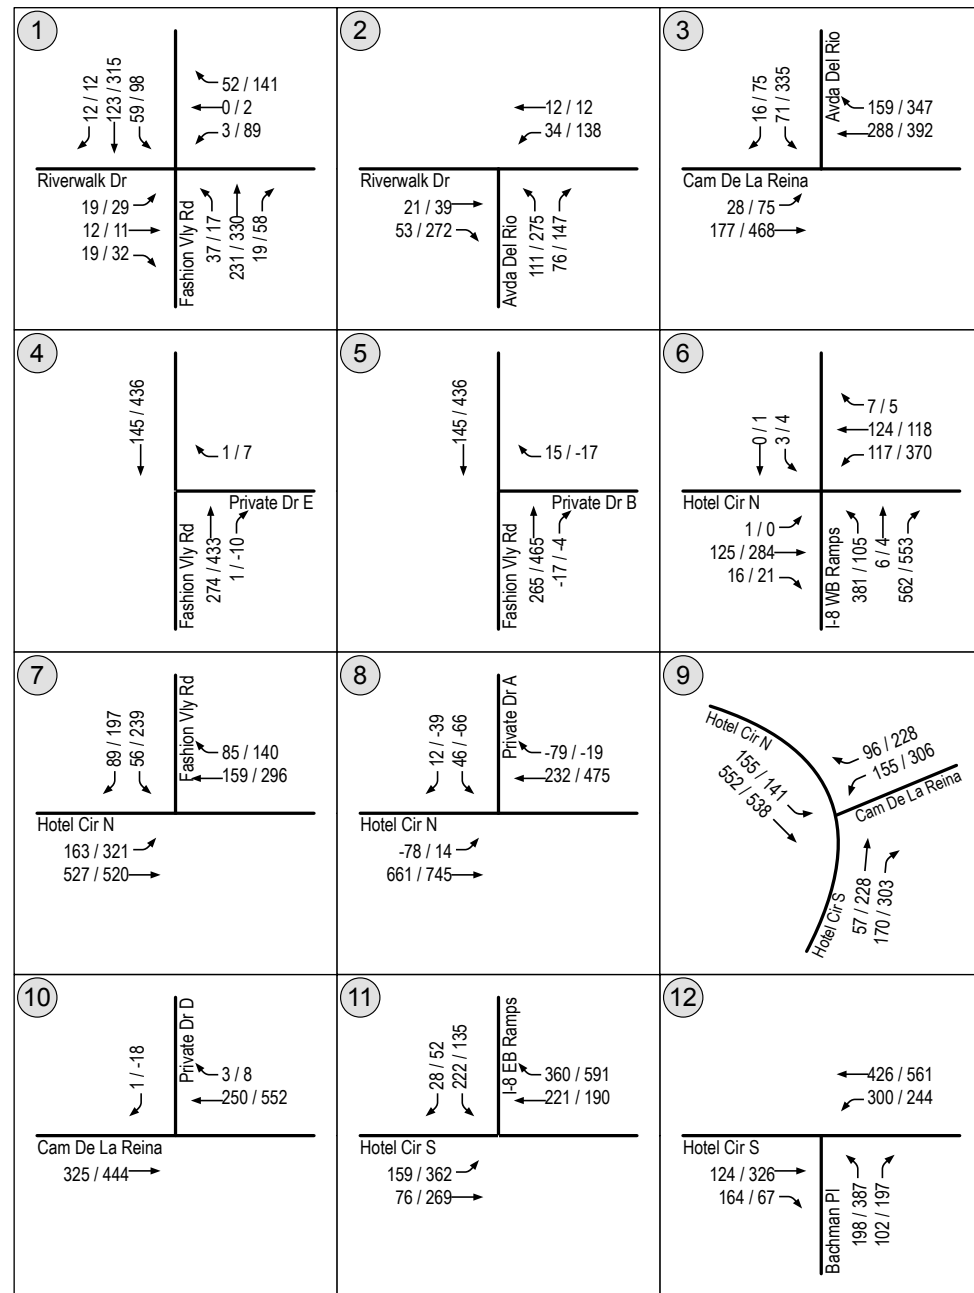 1
12 / 12
123 / 315
59 / 98
52 / 141
0 / 2
3 / 89
Riverwalk Dr
19 / 29
12 / 11
19 / 32
Fashion Vly Rd
37 / 17
231 / 330
19 / 58
2
12 / 12
34 / 138
Riverwalk Dr
21 / 39
53 / 272
Avda Del Rio
111 / 275
76 / 147
3
16 / 75
71 / 335
Avda Del Rio
159 / 347
288 / 392
Cam De La Reina
28 / 75
177 / 468
4
145 / 436
1 / 7
Private Dr E
Fashion Vly Rd
274 / 433
1 / -10
5
145 / 436
15 / -17
Private Dr B
Fashion Vly Rd
265 / 465
-17 / -4
6
0 / 1
3 / 4
7 / 5
124 / 118
117 / 370
Hotel Cir N
1 / 0
125 / 284
16 / 21
I-8 WB Ramps
381 / 105
6 / 4
562 / 553
7
89 / 197
56 / 239
Fashion Vly Rd
85 / 140
159 / 296
Hotel Cir N
163 / 321
527 / 520
8
12 / -39
46 / -66
Private Dr A
-79 / -19
232 / 475
Hotel Cir N
-78 / 14
661 / 745
9
Hotel Cir N
155 / 141
552 / 538
96 / 228
155 / 306
Cam De La Reina
Hotel Cir S
57 / 228
170 / 303
10
1 / -18
Private Dr D
3 / 8
250 / 552
Cam De La Reina
325 / 444
11
28 / 52
222 / 135
I-8 EB Ramps
360 / 591
221 / 190
Hotel Cir S
159 / 362
76 / 269
12
426 / 561
300 / 244
Hotel Cir S
124 / 326
164 / 67
Bachman Pl
198 / 387
102 / 197